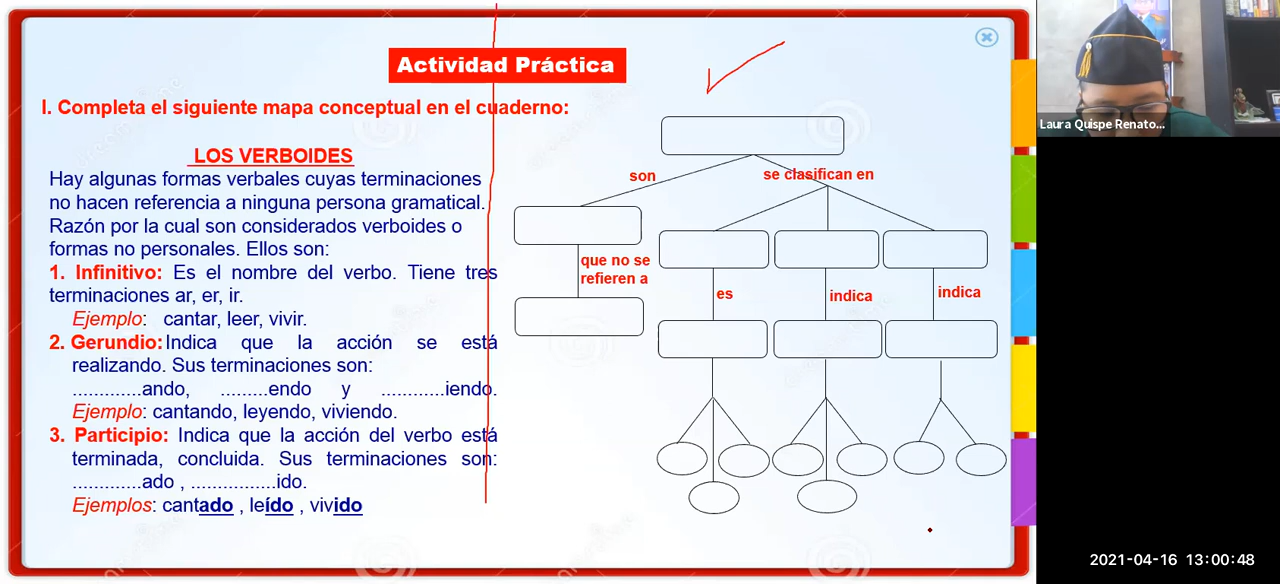 Actividad Práctica
I. Completa el siguiente mapa conceptual en el cuaderno:
LOS VERBOIDES
Hay algunas formas verbales cuyas terminaciones
no hacen referencia a ninguna persona gramatical.
Razón por la cual son considerados verboides o
formas no personales. Ellos son:
1. Infinitivo: Es el nombre del verbo. Tiene tres
terminaciones ar, er, ir.
Ejemplo: cantar, leer, vivir.
2. Gerundio: Indica que la acción se está
realizando. Sus terminaciones son:
.............ando, .........endo y ............iendo.
Ejemplo: cantando, leyendo, viviendo.
3. Participio: Indica que la acción del verbo está
terminada, concluida. Sus terminaciones son:
.............ado , ................ido.
Ejemplos: cantado , leído , vivido
son
se clasifican en
que no se
refieren a
es
indica
indica
Laura Quispe Renato...
2021-04-16 13:00:48